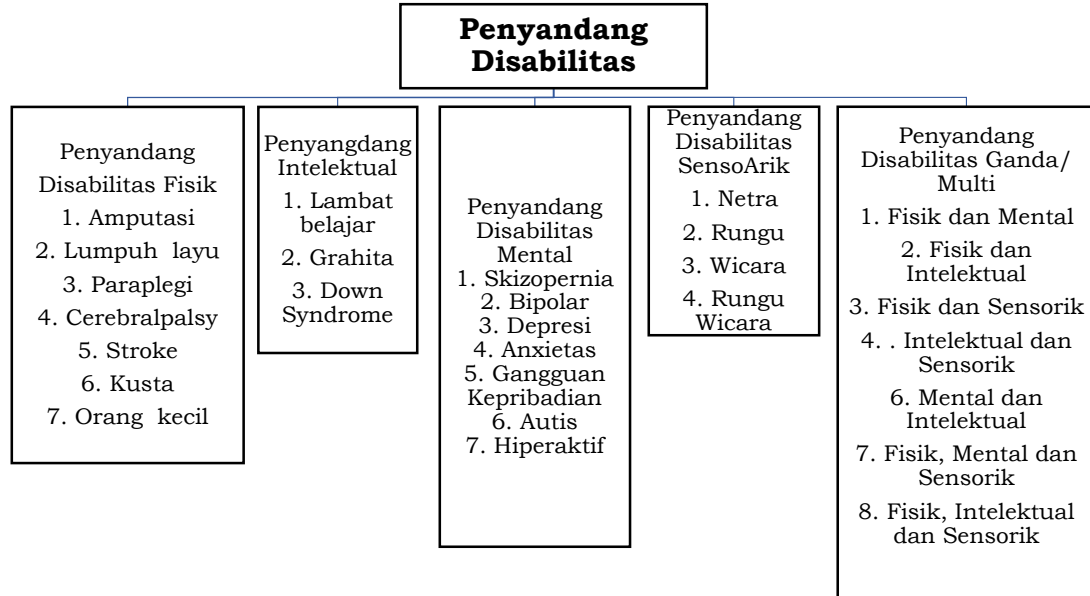 Penyandang
Disabilitas
Penyandang
Disabilitas Fisik
1. Amputasi
2. Lumpuh layu
3. Paraplegi
4. Cerebralpalsy
5. Stroke
6. Kusta
7. Orang kecil
Penyangdang
Intelektual
1. Lambat
belajar
2. Grahita
3. Down
Syndrome
Penyandang
Disabilitas
Mental
1. Skizopernia
2. Bipolar
3. Depresi
4. Anxietas
5. Gangguan
Kepribadian
6. Autis
7. Hiperaktif
Penyandang
Disabilitas
SensoArik
1. Netra
2. Rungu
3. Wicara
4. Rungu
Wicara
Penyandang
Disabilitas Ganda/
Multi
1. Fisik dan Mental
2. Fisik dan
Intelektual
3. Fisik dan Sensorik
4. . Intelektual dan
Sensorik
6. Mental dan
Intelektual
7. Fisik, Mental dan
Sensorik
8. Fisik, Intelektual
dan Sensorik